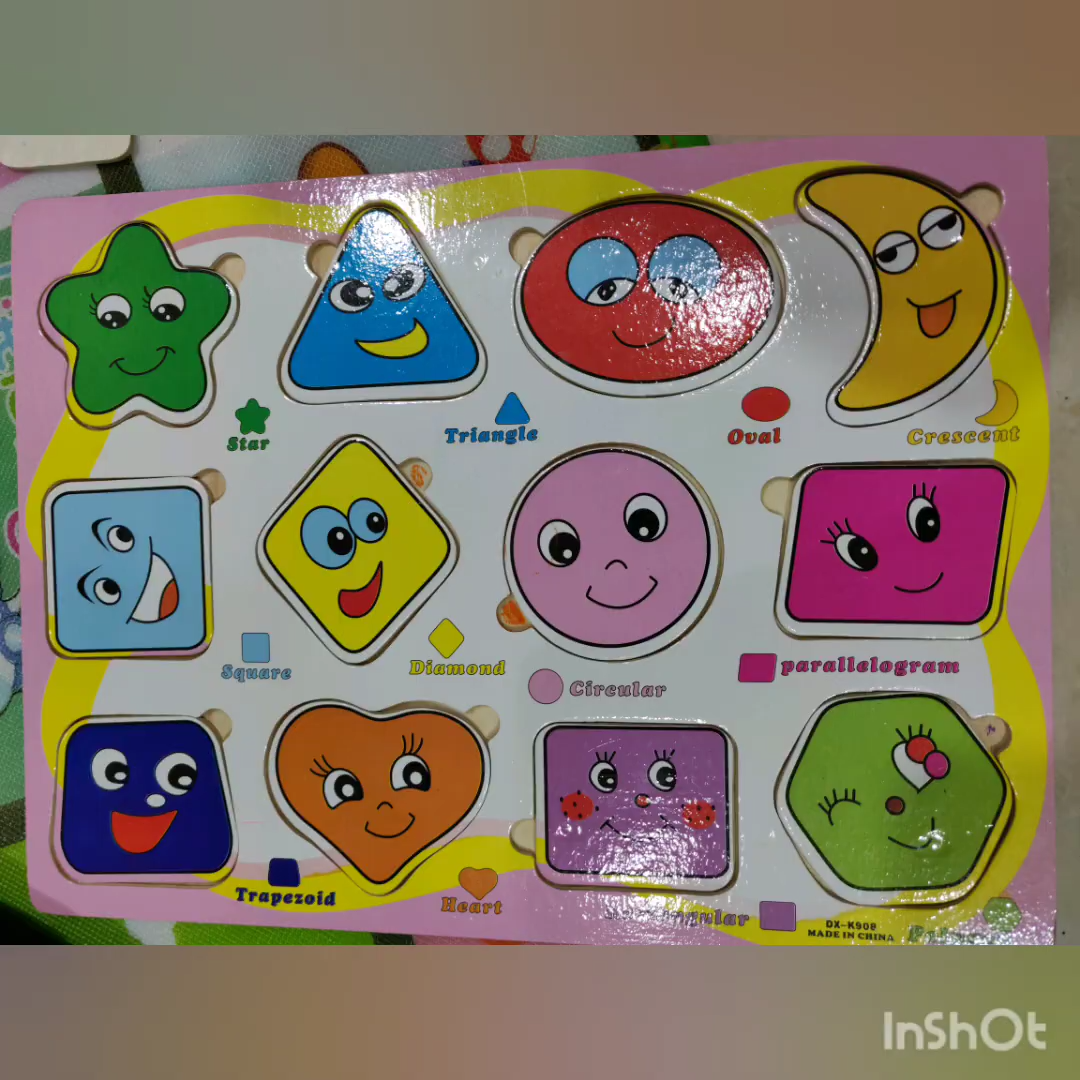 Star
Triangle
Oval
Crescent
Square
Diamond
Circular
parallelogram
Trapezoid
Heart
DX-K908
MADE IN CHINA
InShOt